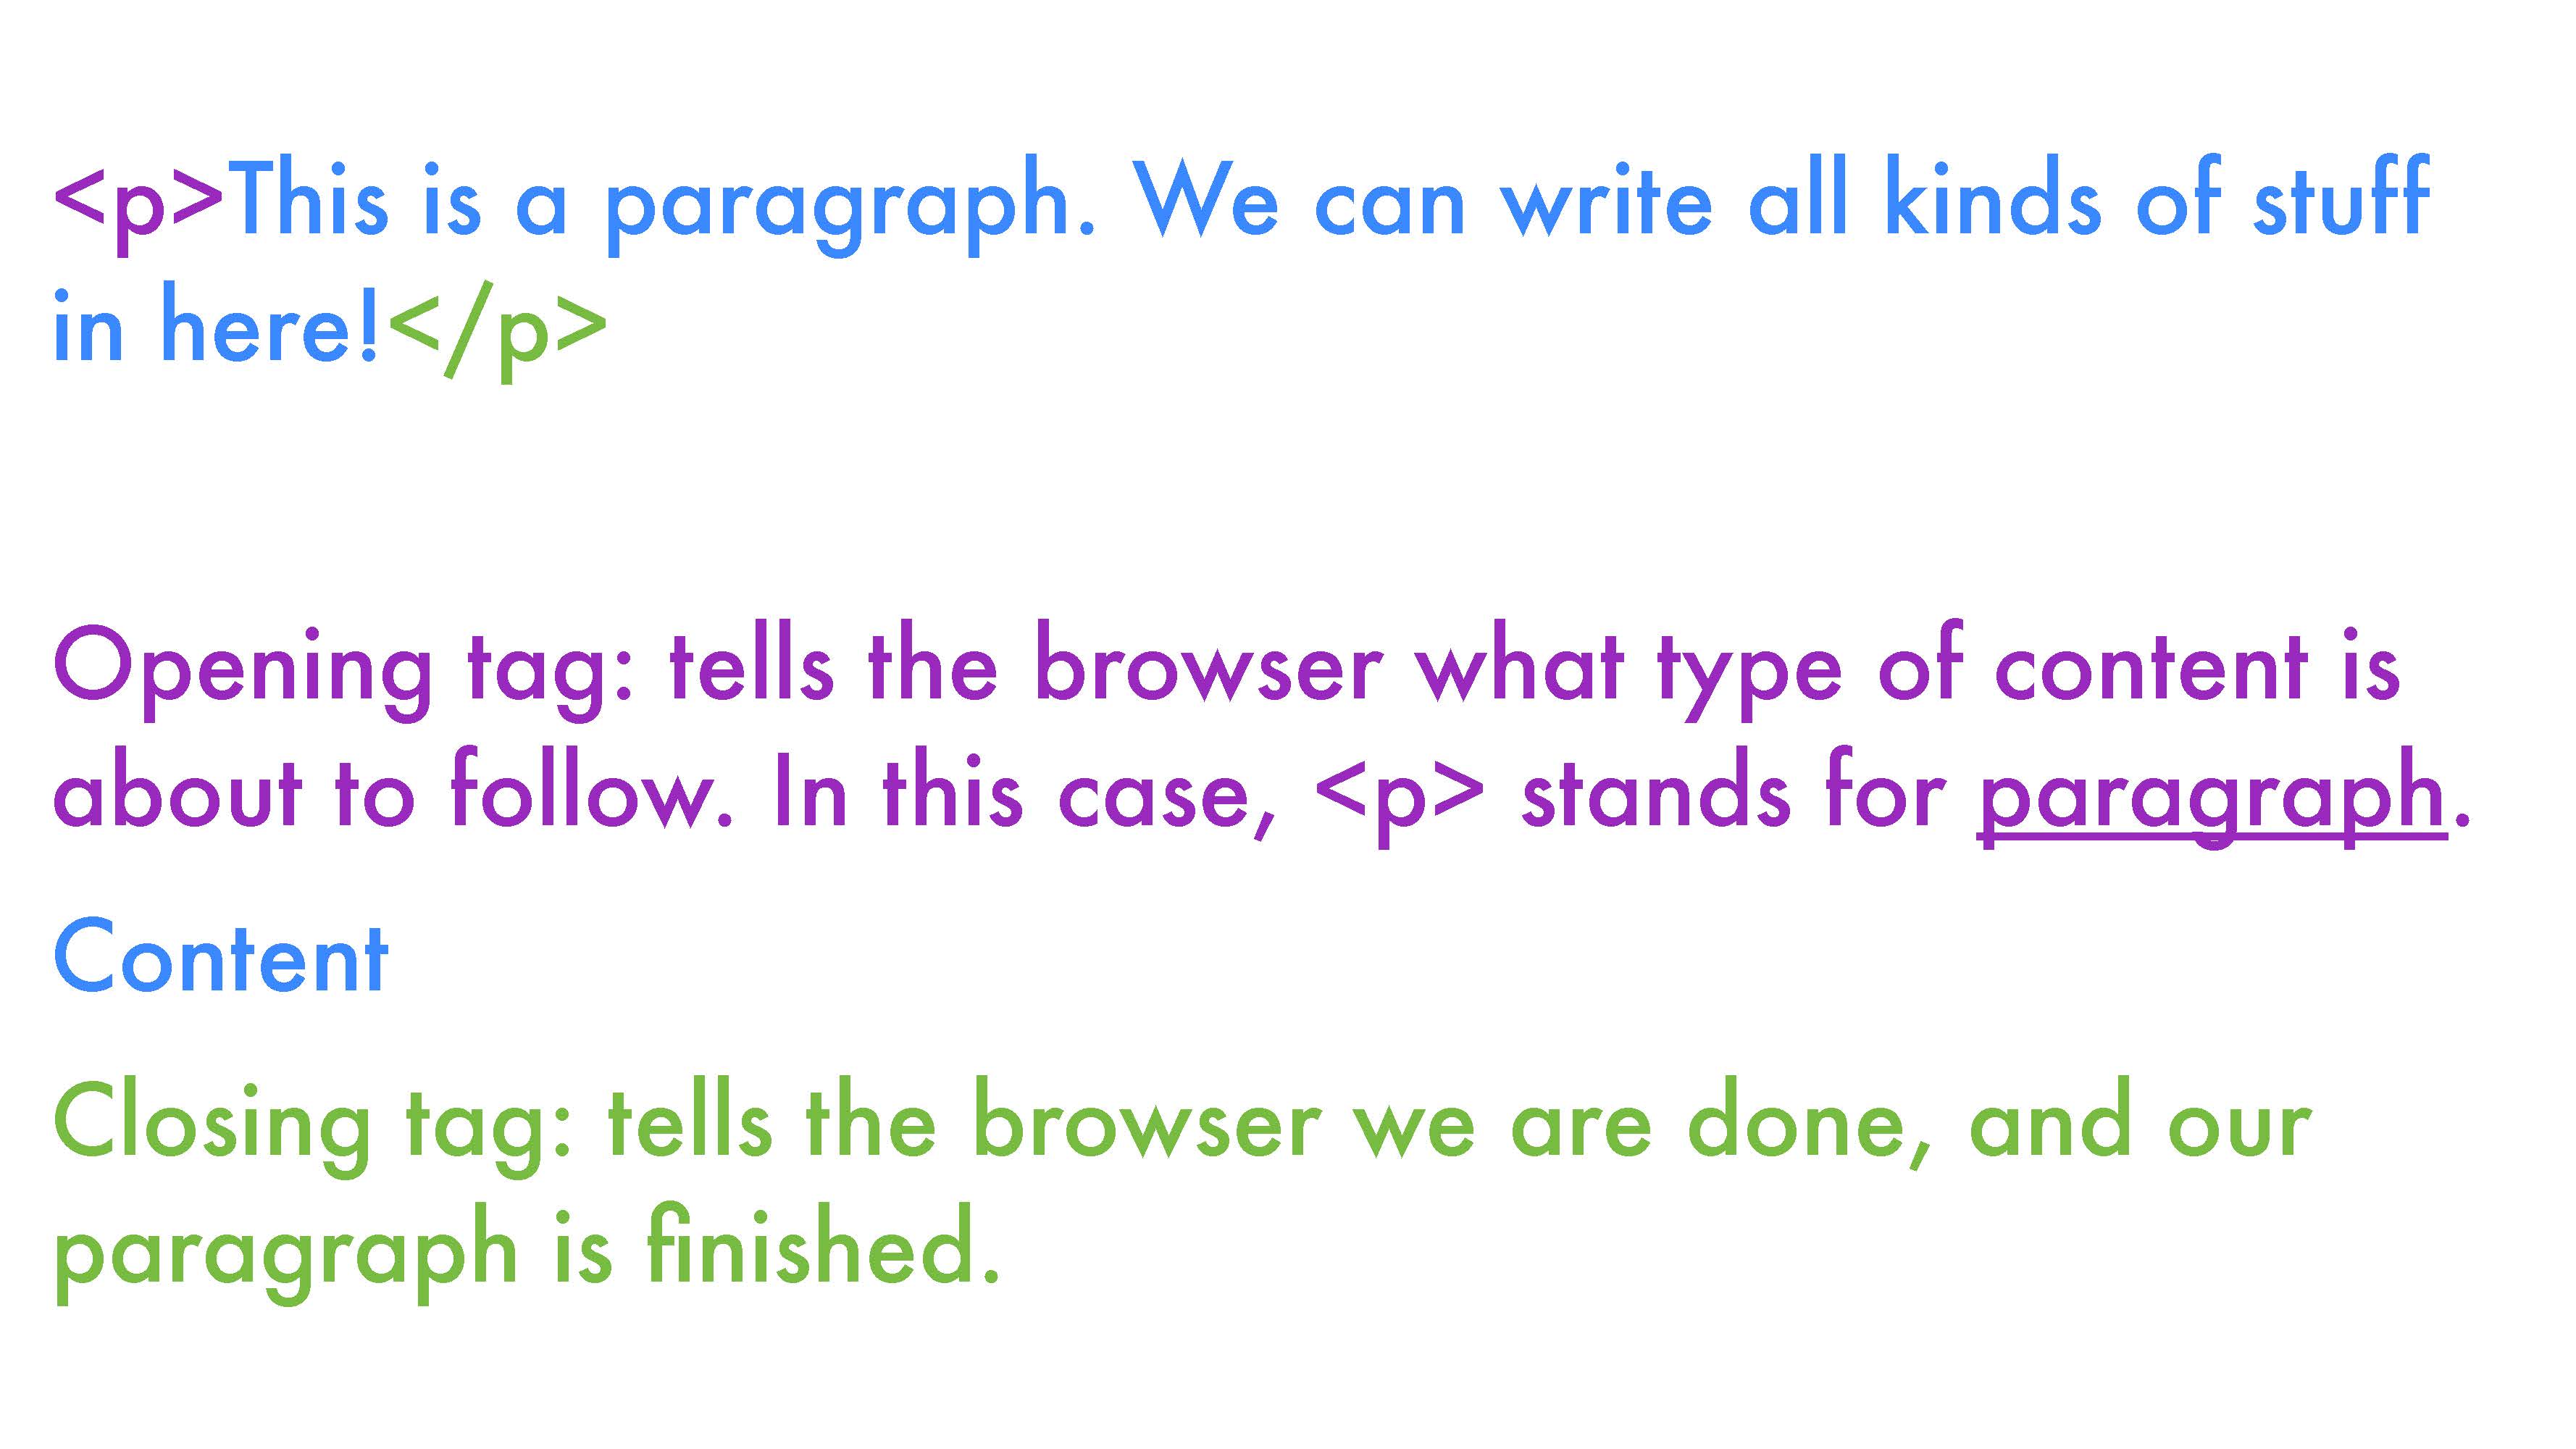 <p>This is a paragraph. We can write all kinds of stuff
in here!</p>
Opening tag: tells the browser what type of content is
about to follow. In this case, <p> stands for paragraph.
Content
Closing tag: tells the browser we are done, and our
paragraph is finished.